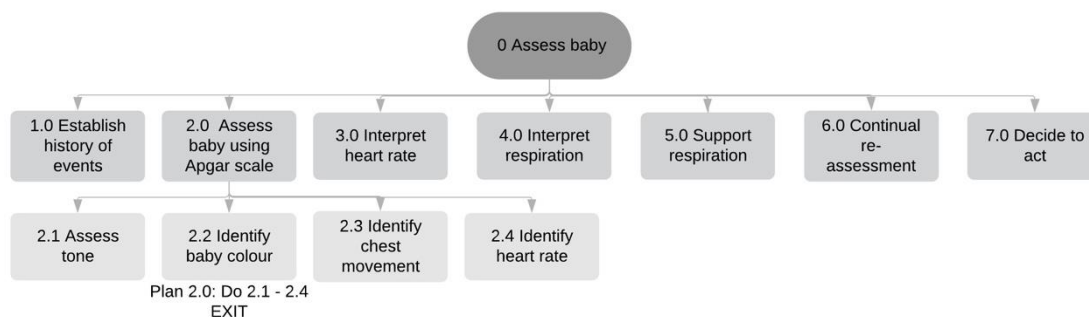 0 Assess baby
1.0 Establish
history of
events
2.0 Assess
baby using
Apgar scale
3.0 Interpret
heart rate
4.0 Interpret
respiration
5.0 Support
respiration
6.0 Continual
re-
assessment
7.0 Decide to
act
2.1 Assess
tone
2.2 Identify
baby colour
2.3 Identify
chest
movement
2.4 Identify
heart rate
Plan 2.0: Do 2.1 - 2.4
EXIT